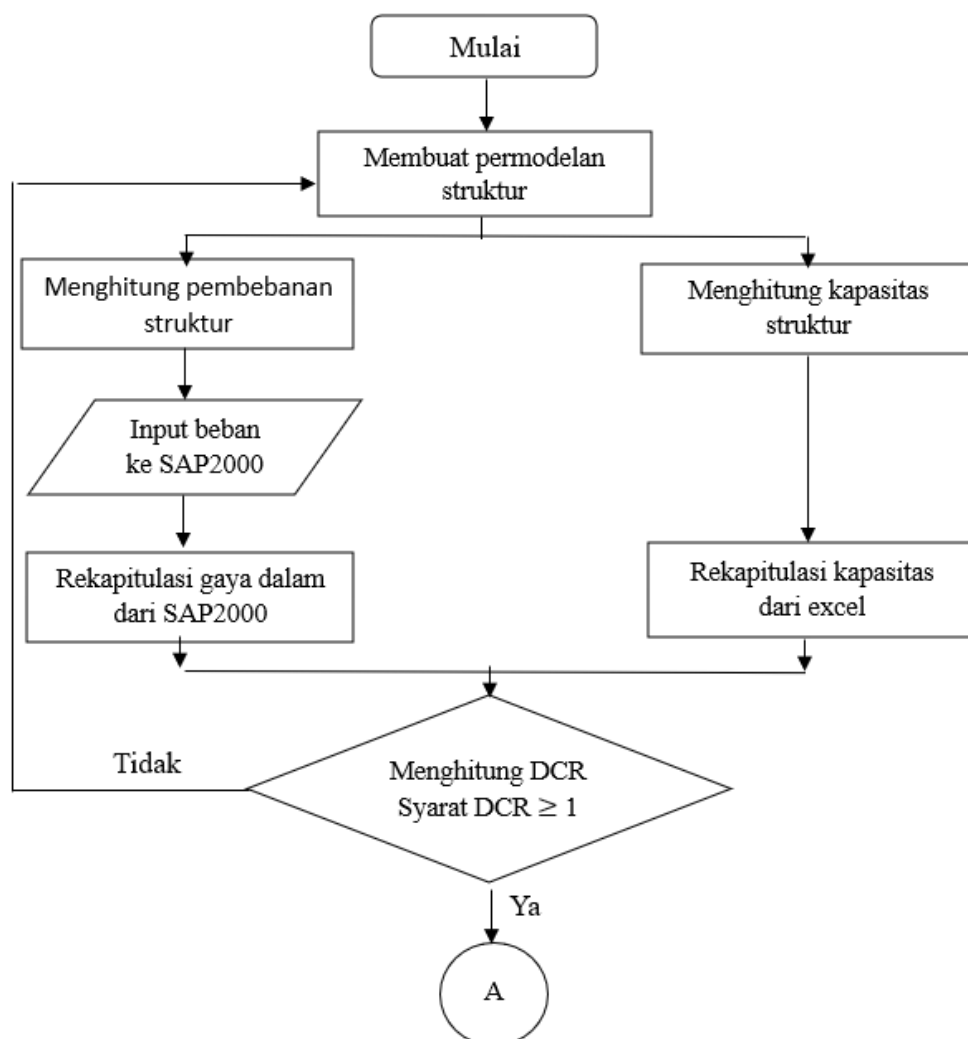 Mulai
Membuat permodelan
struktur
Menghitung pembebanan
struktur
Menghitung kapasitas
struktur
Input beban
ke SAP2000
Rekapitulasi gaya dalam
dari SAP2000
Rekapitulasi kapasitas
dari excel
Tidak
Menghitung DCR
Syarat DCR ≥ 1
Ya
A